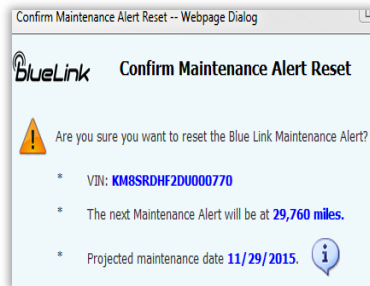 Confirm Maintenance Alert Reset -- Webpage Dialog
BlueLink Confirm Maintenance Alert Reset
Are you sure you want to reset the Blue Link Maintenance Alert?
* VIN: KM8SRDHF2DU000770
* The next Maintenance Alert will be at 29,760 miles.
* Projected maintenance date 11/29/2015. i